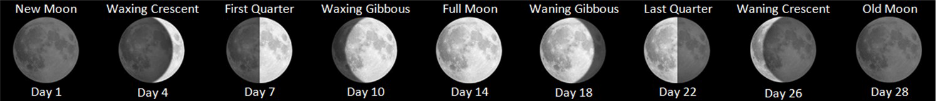 New Moon Waxing Crescent First Quarter Waxing Gibbous Full Moon Waning Gibbous Last Quarter Waning Crescent Old Moon
Day 1 Day 4 Day 7 Day 10 Day 14 Day 18 Day 22 Day 26 Day 28